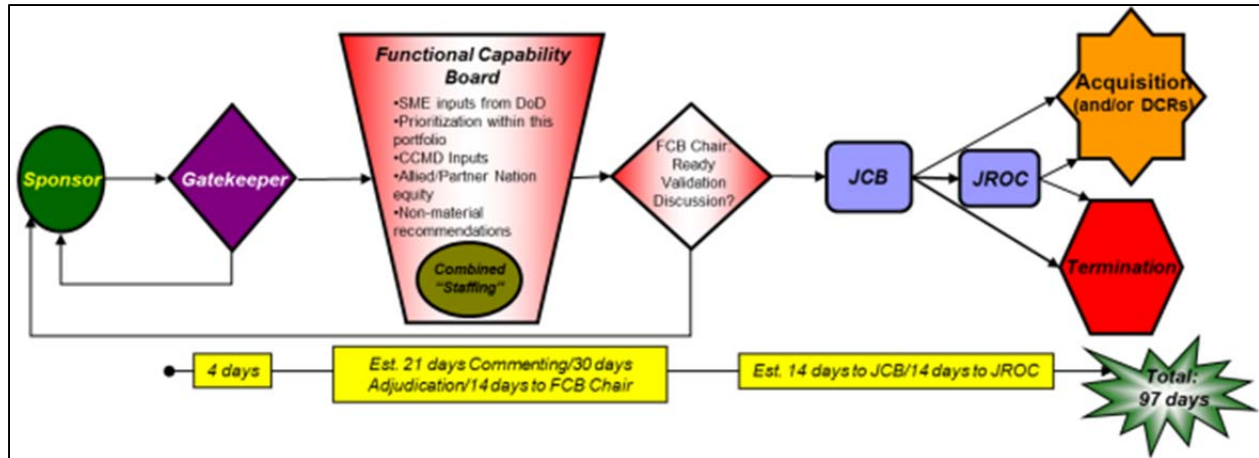 Sponsor
Gatekeeper
Functional Capability
Board
•SME inputs from DoD
•Prioritization within this
portfolio
•CCMD Inputs
•Allied/Partner Nation
equity
•Non-material
recommendations
Combined
"Staffing"
FCB Chair:
Ready
Validation
Discussion?
JCB
JROC
Acquisition
(and/or DCRs)
Termination
4 days
Est. 21 days Commenting/30 days
Adjudication/14 days to FCB Chair
Est. 14 days to JCB/14 days to JROC
Total:
97 days